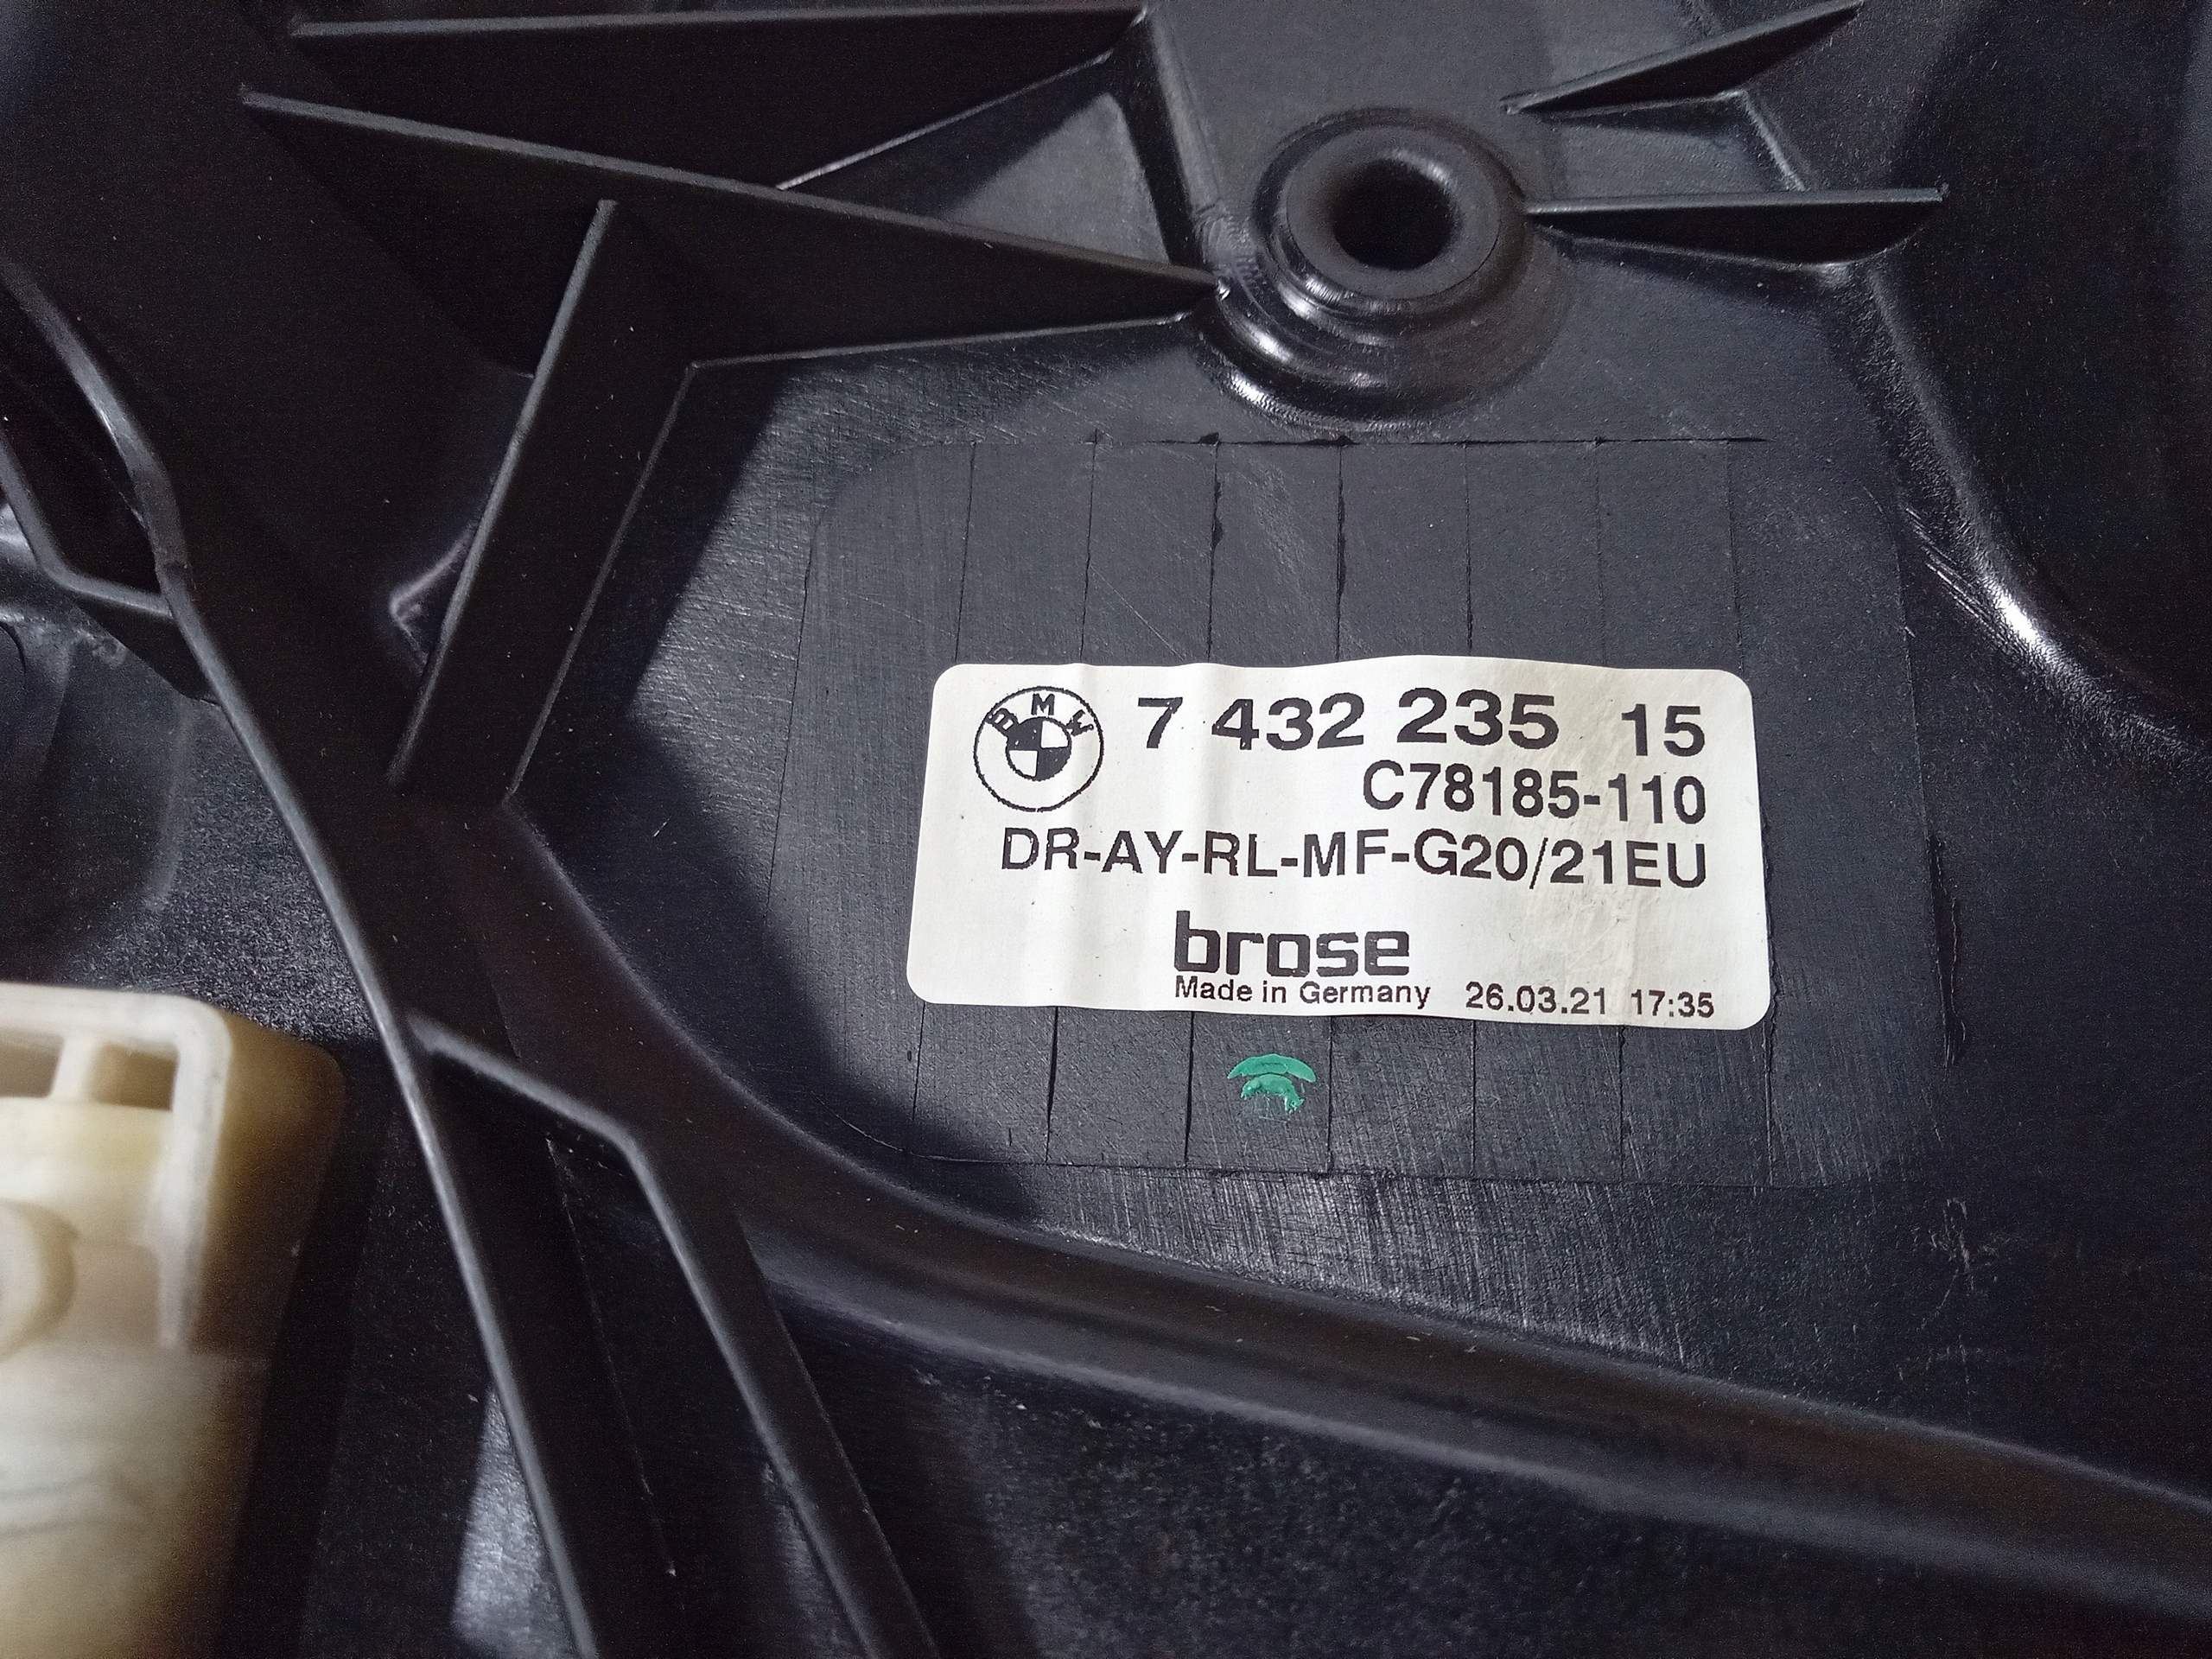 BMW 7 432 235 15
C78185-110
DR-AY-RL-MF-G20/21EU
brose
Made in Germany 26.03.21 17:35